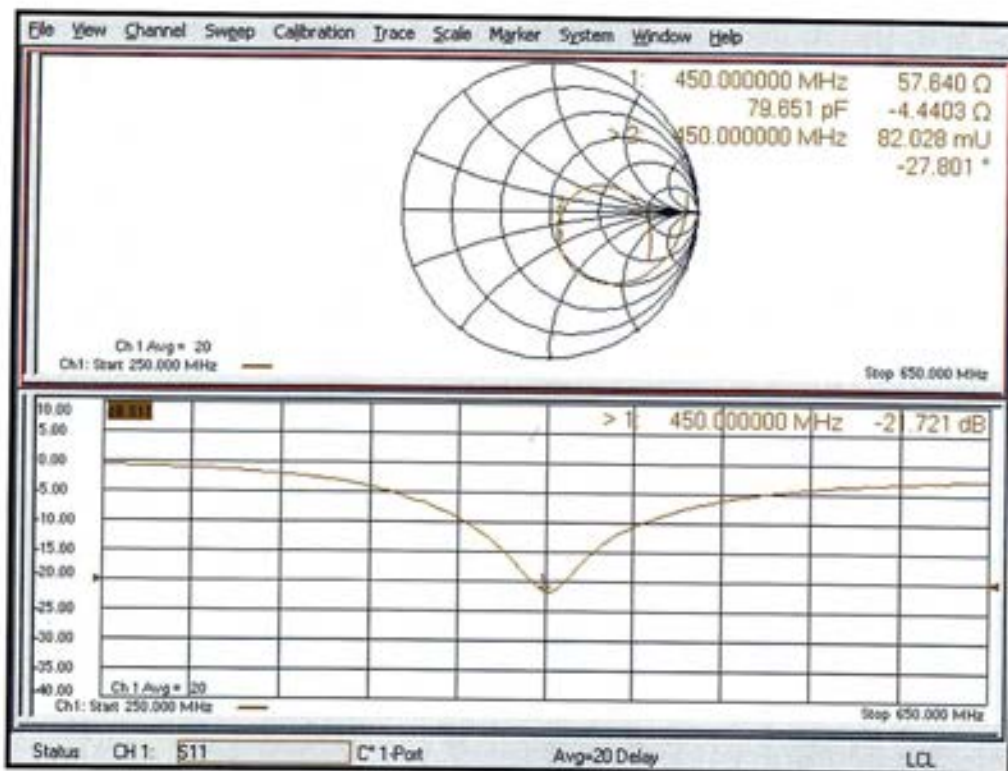 File View Channel Sweep Calibration Trace Scale Marker System Window Help
1: 450.000000 MHz 57.640 Ω
79.651 pF -4.4403 Ω
> 2: 450.000000 MHz 82.028 mU
-27.801 °
Ch 1 Avg = 20
Ch1: Start 250.000 MHz
Stop 650.000 MHz
10.00
> 1: 450.000000 MHz -21.721 dB
5.00
0.00
-5.00
-10.00
-15.00
-20.00
-25.00
-30.00
-35.00
-40.00
Ch 1 Avg = 20
Ch1: Start 250.000 MHz
Stop 650.000 MHz
Status CH 1: S11 C* 1-Port Avg=20 Delay LCL